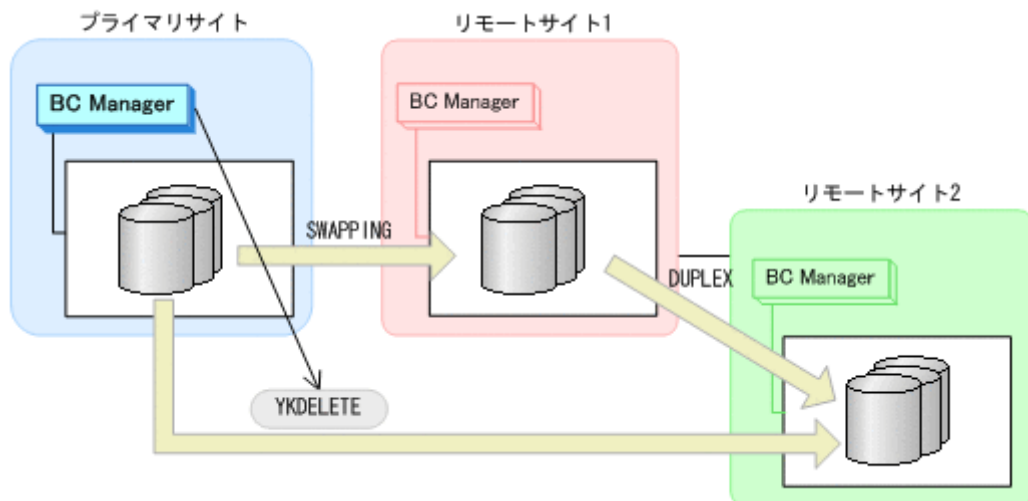 プライマリサイト
リモートサイト1
BC Manager
BC Manager
リモートサイト2
SWAPPING
DUPLEX
BC Manager
YKDELETE